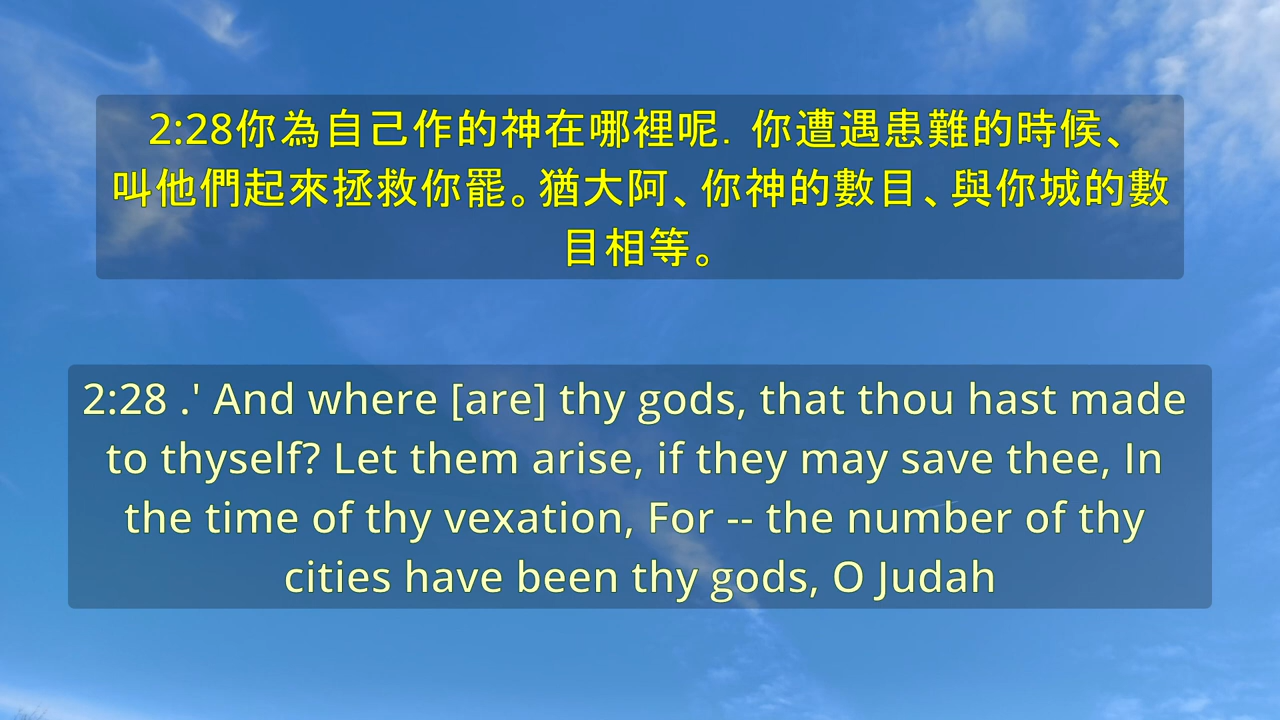 2:28你為自己作的神在哪裡呢．你遭遇患難的時候、
叫他們起來拯救你罷。猶大阿、你神的數目、與你城的數
目相等。
2:28 .' And where [are] thy gods, that thou hast made
to thyself? Let them arise, if they may save thee, In
the time of thy vexation, For -- the number of thy
cities have been thy gods, O Judah